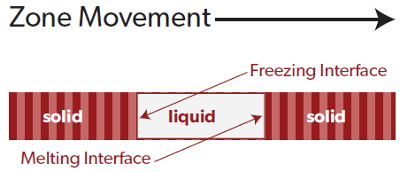 Zone Movement
Freezing Interface
solid liquid solid
Melting Interface